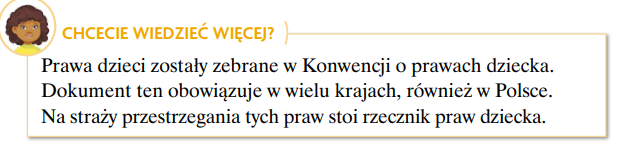 CHCECIE WIEDZIEĆ WIĘCEJ?
Prawa dzieci zostały zebrane w Konwencji o prawach dziecka.
Dokument ten obowiązuje w wielu krajach, również w Polsce.
Na straży przestrzegania tych praw stoi rzecznik praw dziecka.